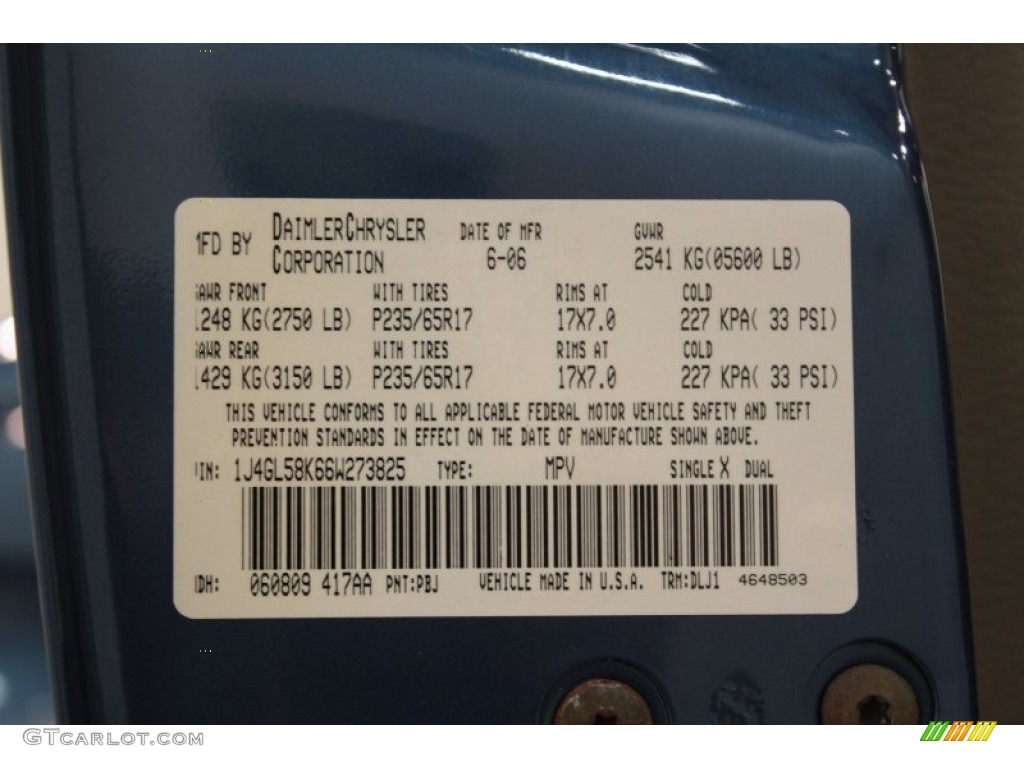 MFD BY DAIMLERCHRYSLER CORPORATION DATE OF MFR 6-06 GVWR 2541 KG(05600 LB)
GAWR FRONT WITH TIRES RIMS AT COLD
1248 KG(2750 LB) P235/65R17 17X7.0 227 KPA( 33 PSI)
GAWR REAR WITH TIRES RIMS AT COLD
1429 KG(3150 LB) P235/65R17 17X7.0 227 KPA( 33 PSI)
THIS VEHICLE CONFORMS TO ALL APPLICABLE FEDERAL MOTOR VEHICLE SAFETY AND THEFT
PREVENTION STANDARDS IN EFFECT ON THE DATE OF MANUFACTURE SHOWN ABOVE.
VIN: 1J4GL58K66W273825 TYPE: MPV SINGLE X DUAL
MDH: 060809 417AA PNT:PBJ VEHICLE MADE IN U.S.A. TRM:DLJ1 4648503
GTCARLOT.COM